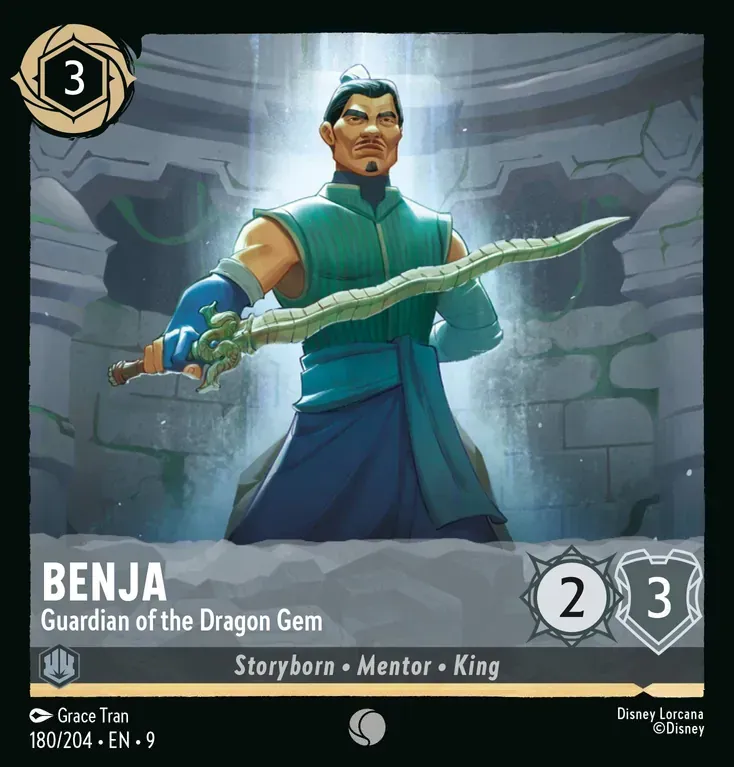 3
BENJA
Guardian of the Dragon Gem
2
3
Storyborn • Mentor • King
Grace Tran
180/204 • EN • 9
Disney Lorcana
©Disney